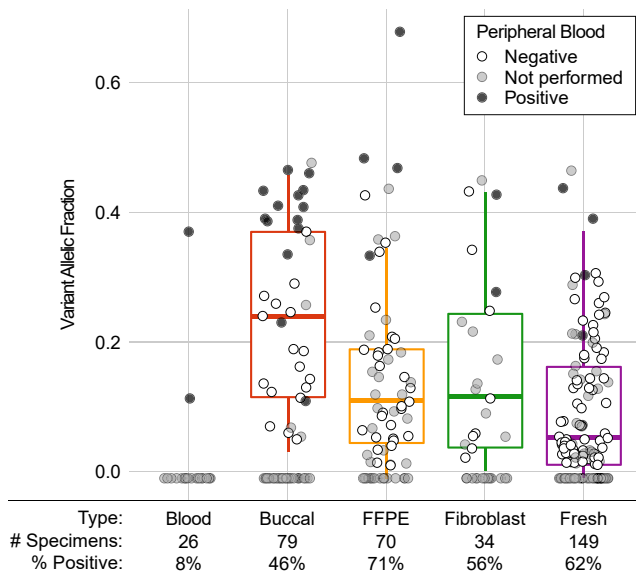 Peripheral Blood
Negative
Not performed
Positive
Variant Allelic Fraction
0.6
0.4
0.2
0.0
Type: Blood Buccal FFPE Fibroblast Fresh
# Specimens: 26 79 70 34 149
% Positive: 8% 46% 71% 56% 62%